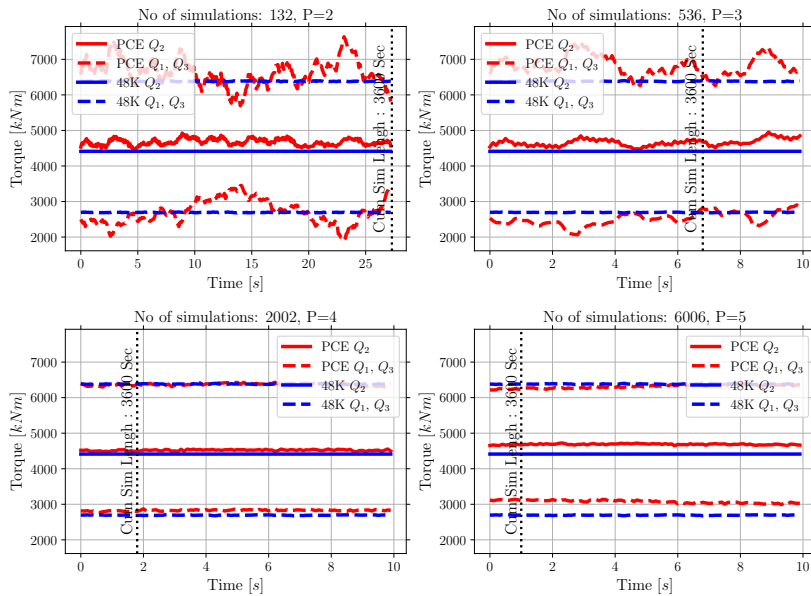 No of simulations: 132, P=2
7000
6000
5000
4000
3000
2000
Torque [kNm]
PCE Q₂
PCE Q₁, Q₃
48K Q₂
48K Q₁, Q₃
Cum Sim Lengh : 3600 Sec
0 5 10 15 20 25
Time [s]
No of simulations: 536, P=3
7000
6000
5000
4000
3000
2000
Torque [kNm]
PCE Q₂
PCE Q₁, Q₃
48K Q₂
48K Q₁, Q₃
Cum Sim Lengh : 3600 Sec
0 2 4 6 8 10
Time [s]
No of simulations: 2002, P=4
7000
6000
5000
4000
3000
2000
Torque [kNm]
PCE Q₂
PCE Q₁, Q₃
48K Q₂
48K Q₁, Q₃
Cum Sim Lengh : 3600 Sec
0 2 4 6 8 10
Time [s]
No of simulations: 6006, P=5
7000
6000
5000
4000
3000
2000
Torque [kNm]
PCE Q₂
PCE Q₁, Q₃
48K Q₂
48K Q₁, Q₃
Cum Sim Lengh : 3600 Sec
0 2 4 6 8 10
Time [s]